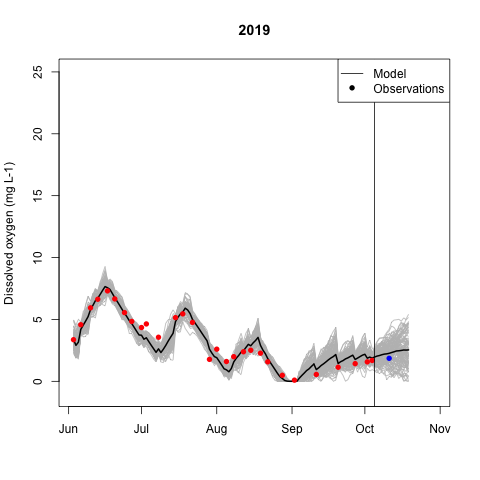 2019
Model
Observations
Dissolved oxygen (mg L-1)
25
20
15
10
5
0
Jun Jul Aug Sep Oct Nov